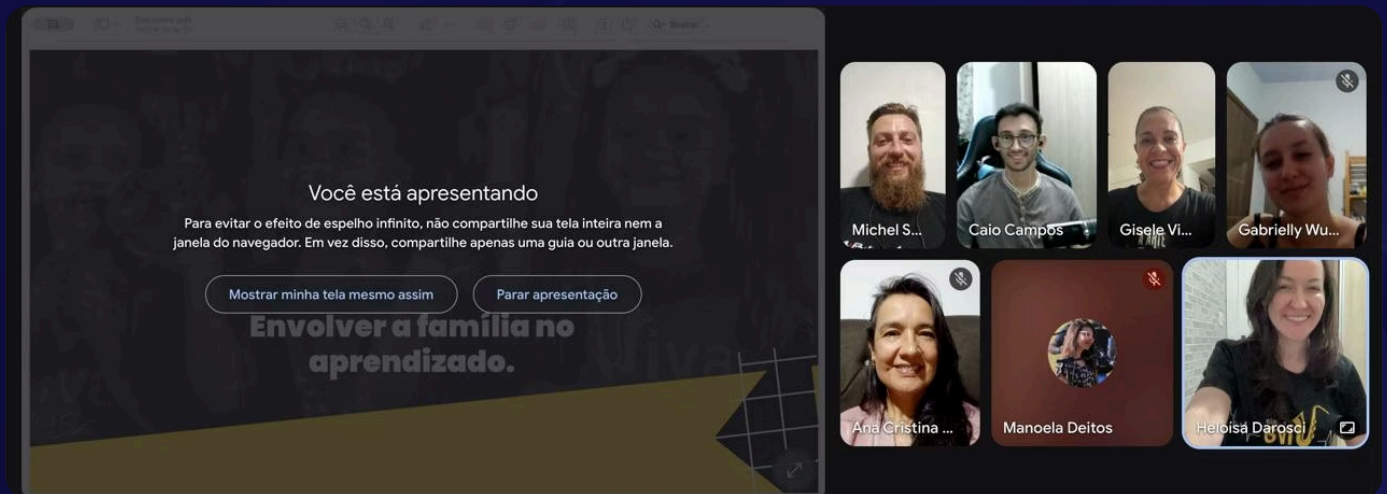 Buscar
Você está apresentando
Para evitar o efeito de espelho infinito, não compartilhe sua tela inteira nem a
janela do navegador. Em vez disso, compartilhe apenas uma guia ou outra janela.
Mostrar minha tela mesmo assim
Parar apresentação
Envolver a família no
aprendizado.
Michel S...
Caio Campos
Gisele Vi...
Gabrielly Wu...
Ana Cristina ...
Manoela Deitos
Heloisa Darosci